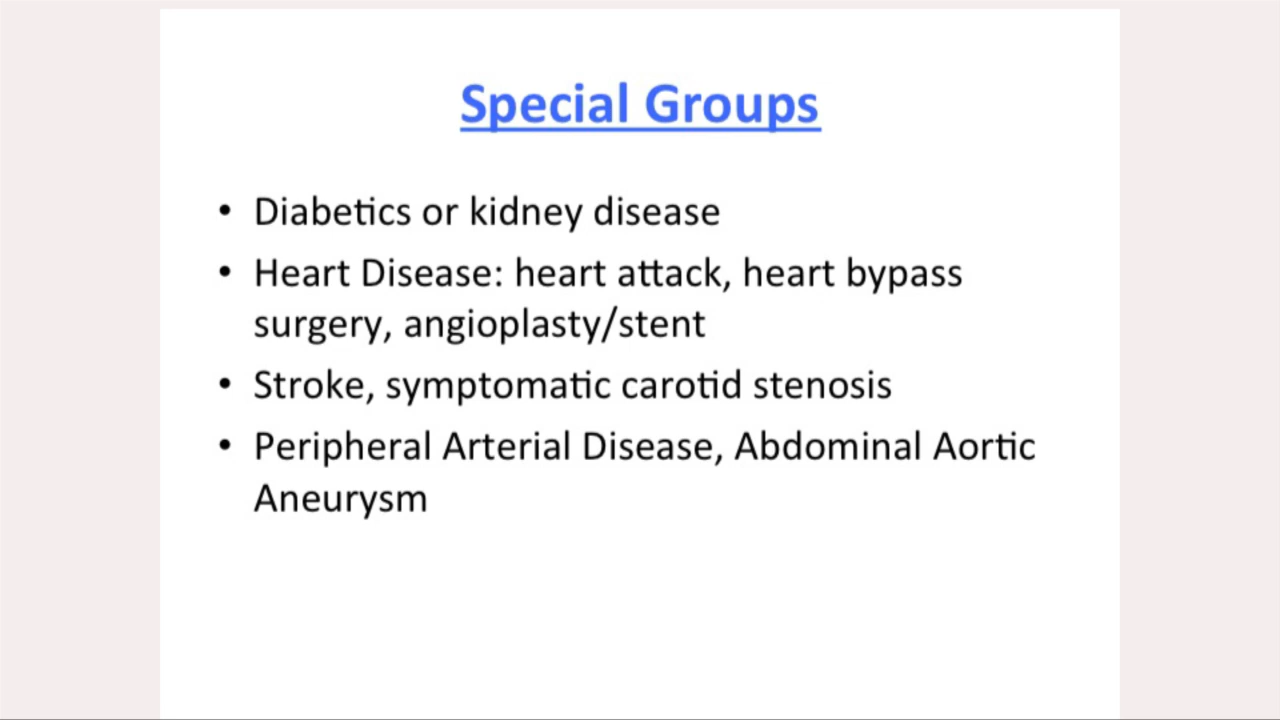 Special Groups
• Diabetics or kidney disease
• Heart Disease: heart attack, heart bypass
surgery, angioplasty/stent
• Stroke, symptomatic carotid stenosis
• Peripheral Arterial Disease, Abdominal Aortic
Aneurysm